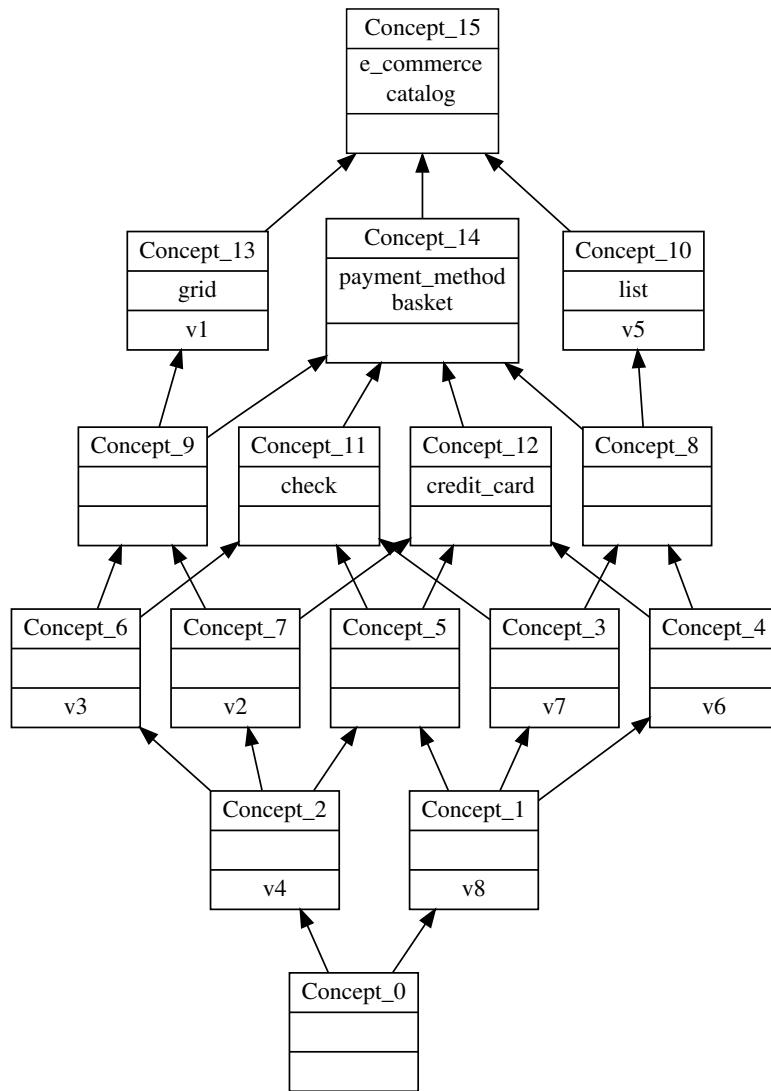 Concept_15
e_commerce
catalog
Concept_13
grid
v1
Concept_14
payment_method
basket
Concept_10
list
v5
Concept_9
Concept_11
check
Concept_12
credit_card
Concept_8
Concept_6
v3
Concept_7
v2
Concept_5
Concept_3
v7
Concept_4
v6
Concept_2
v4
Concept_1
v8
Concept_0